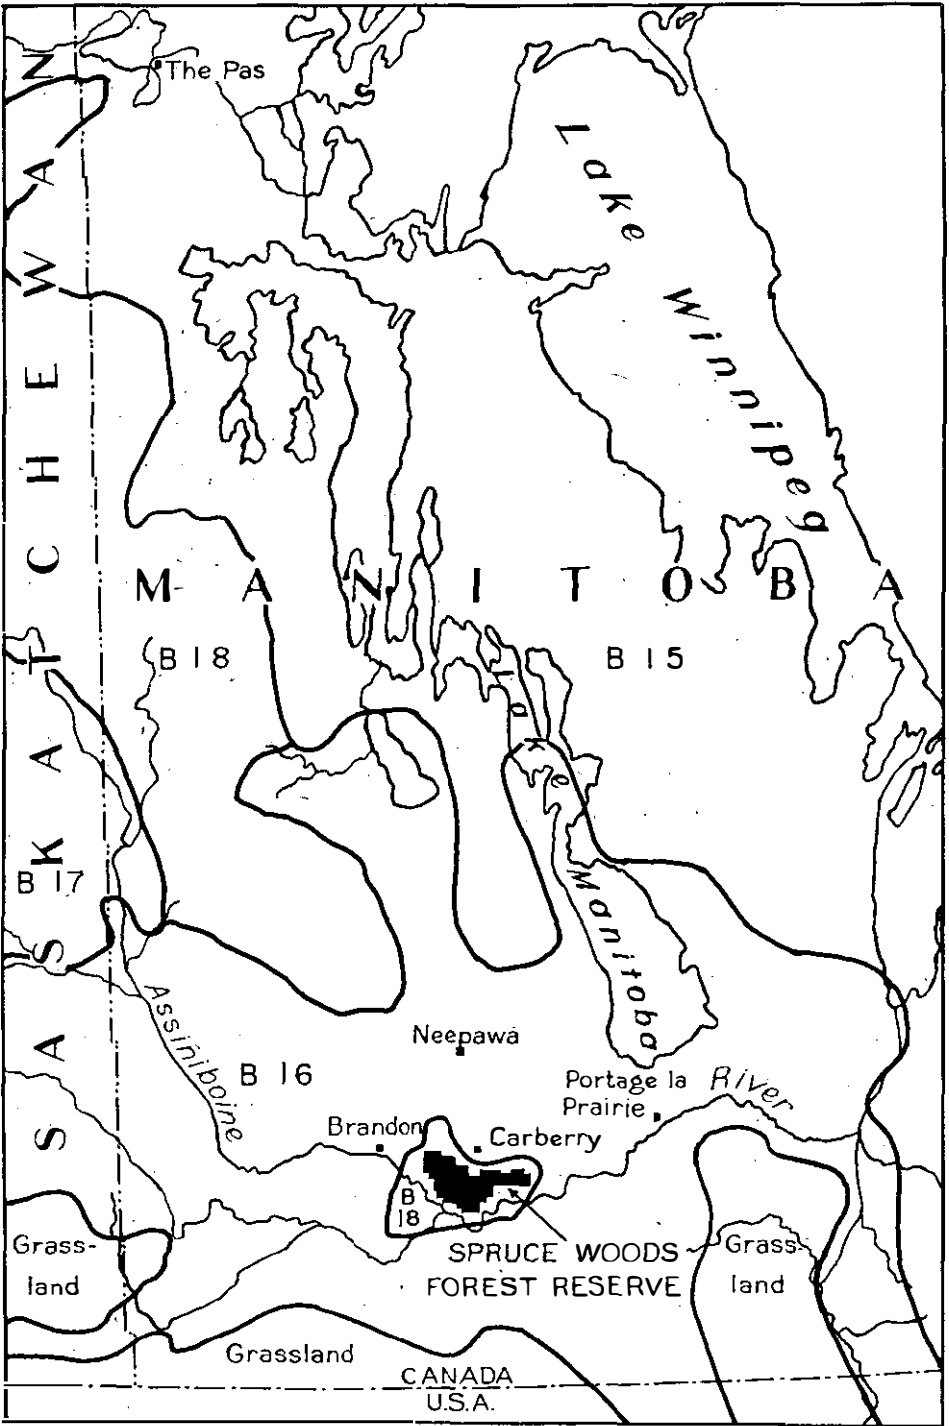 The Pas
Lake Winnipeg
SASKATCHEWAN
MANITOBA
B 18
B 15
Lake Manitoba
B 17
Assiniboine
Neepawa
B 16
Portage la
Prairie
River
Brandon
Carberry
B
18
SPRUCE WOODS
FOREST RESERVE
Grass-
land
Grass-
land
Grassland
CANADA
U.S.A.